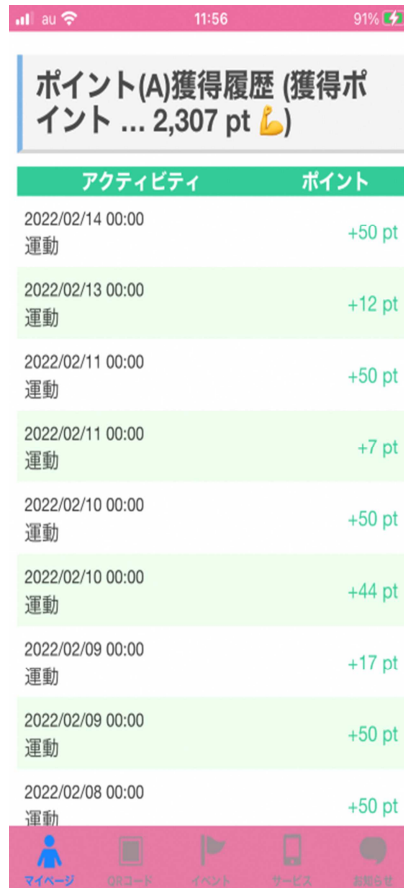 au 11:56 91%
ポイント(A)獲得履歴 (獲得ポ
イント ... 2,307 pt 💪)
アクティビティ ポイント
2022/02/14 00:00
運動
+50 pt
2022/02/13 00:00
運動
+12 pt
2022/02/11 00:00
運動
+50 pt
2022/02/11 00:00
運動
+7 pt
2022/02/10 00:00
運動
+50 pt
2022/02/10 00:00
運動
+44 pt
2022/02/09 00:00
運動
+17 pt
2022/02/09 00:00
運動
+50 pt
2022/02/08 00:00
運動
+50 pt
マイページ QRコード イベント サービス お知らせ